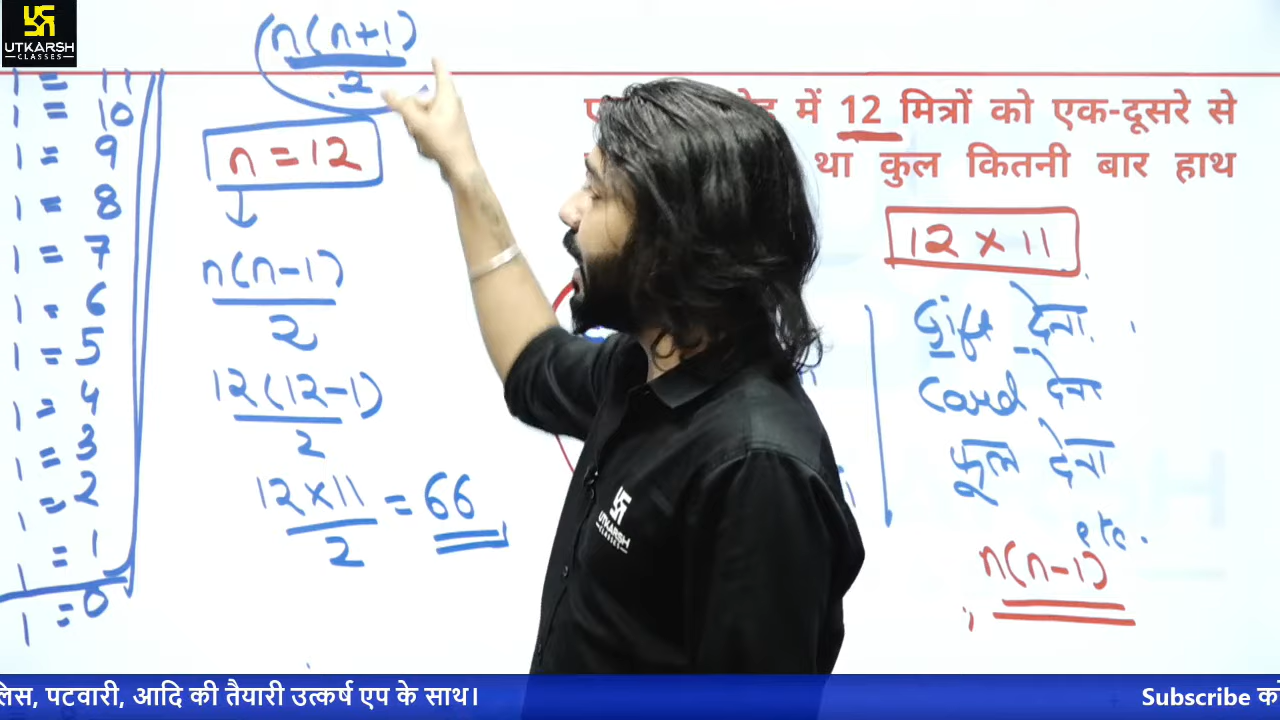 UTKARSH
CLASSES
n(n+1)
2
में 12 मित्रों को एक-दूसरे से
था कुल कितनी बार हाथ
1 = 11
1 = 10
1 = 9
1 = 8
1 = 7
1 = 6
1 = 5
1 = 4
1 = 3
1 = 2
1 = 1
1 = 0
n = 12
n(n-1)
2
12(12-1)
2
12 × 11 = 66
2
12 × 11
Gift देना
Card देना
फूल देना
etc.
n(n-1)
UTKARSH
CLASSES
पटवारी, आदि की तैयारी उत्कर्ष एप के साथ।
Subscribe